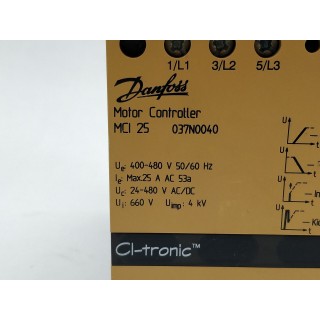 1/L1 3/L2 5/L3
Danfoss
Motor Controller
MCI 25 037N0040
U
t
Ue: 400-480 V 50/60 Hz
Ie: Max.25 A AC 53a
Uc: 24-480 V AC/DC
Ui: 660 V Uimp: 4 kV
U
t
I
t
U
t
CI-tronic™